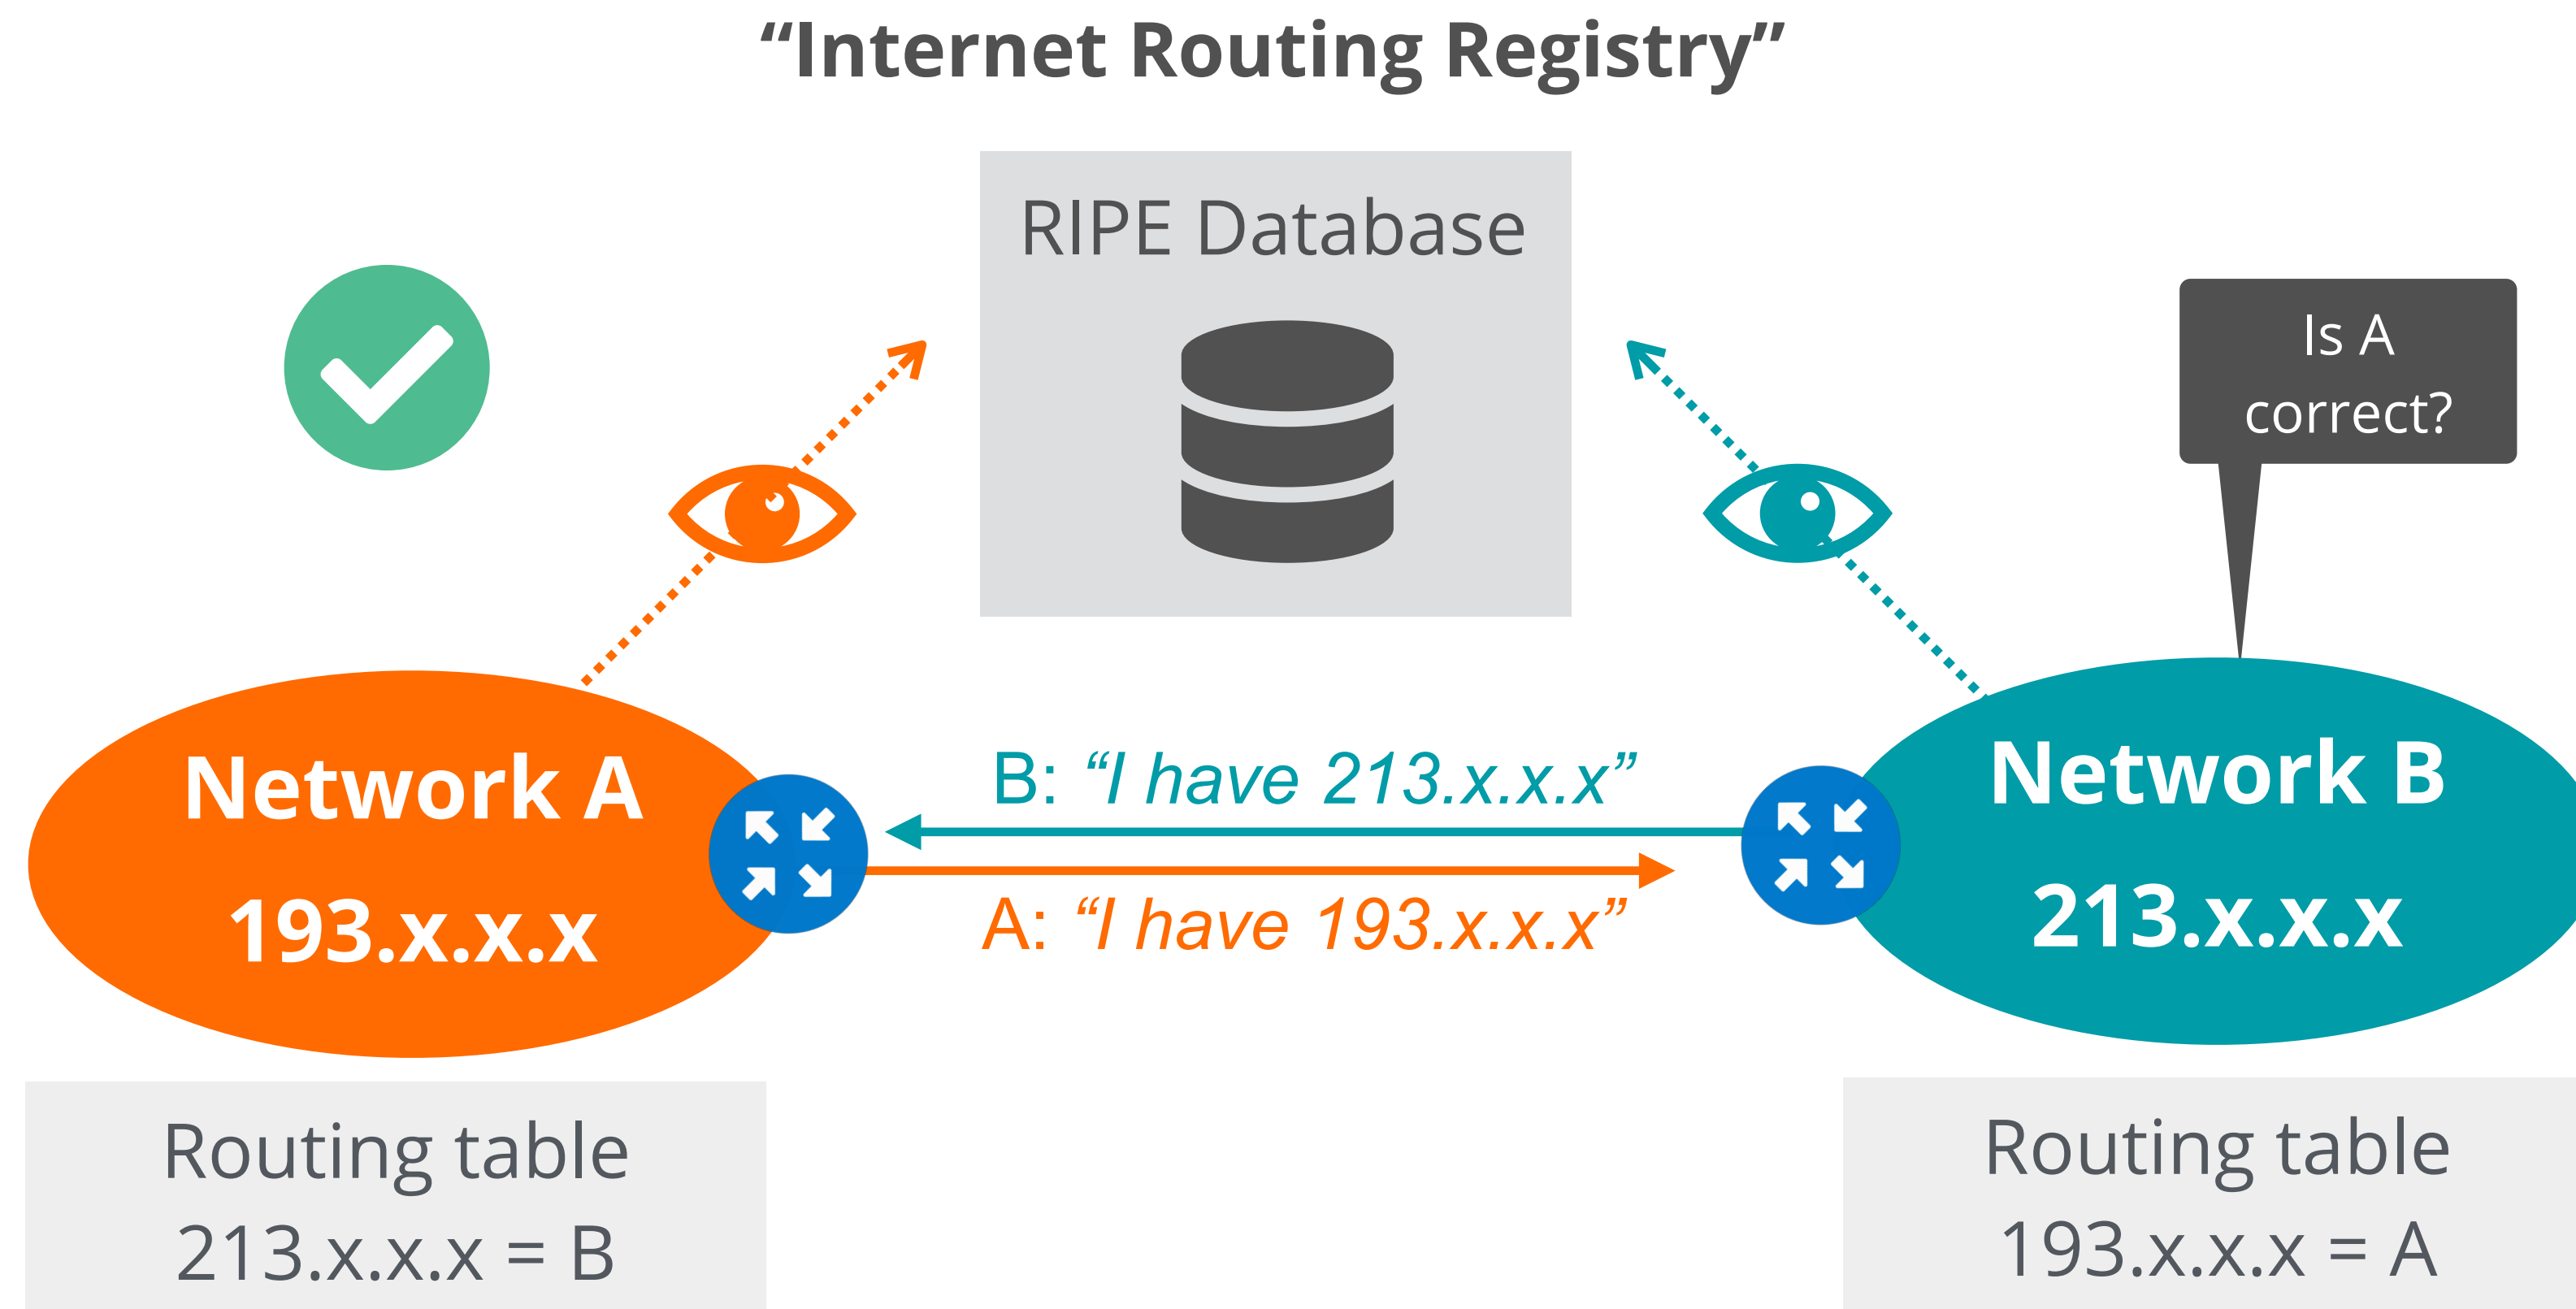 “Internet Routing Registry”
RIPE Database
Is A
correct?
Network A
193.x.x.x
B: “I have 213.x.x.x”
A: “I have 193.x.x.x”
Network B
213.x.x.x
Routing table
213.x.x.x = B
Routing table
193.x.x.x = A